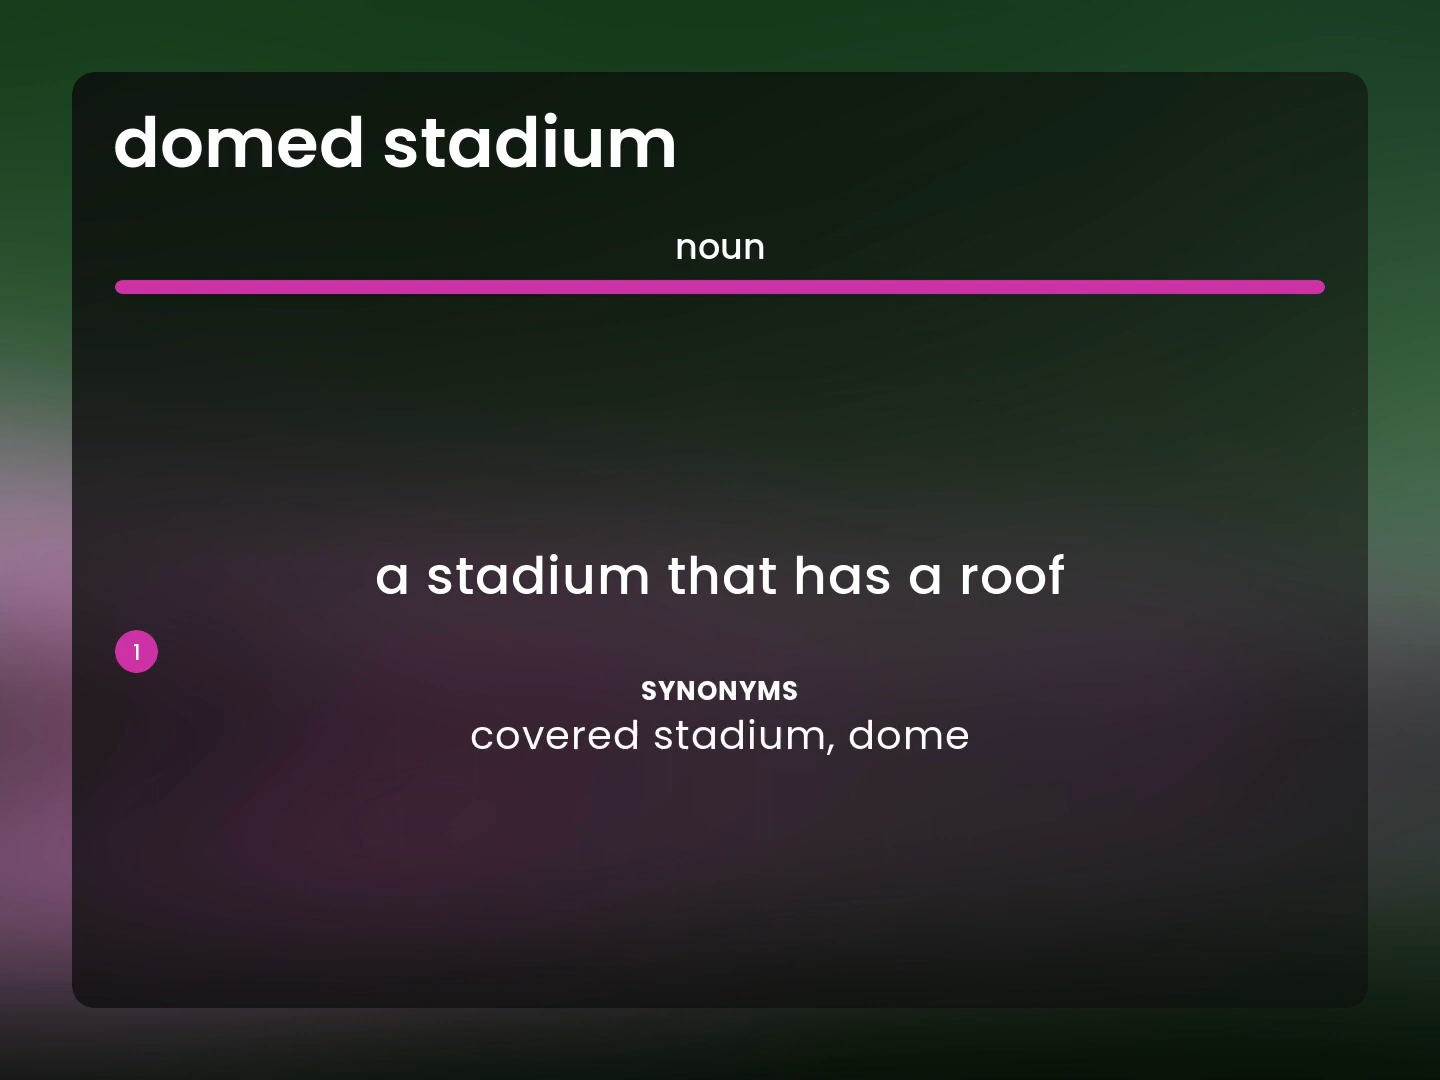 domed stadium
noun
a stadium that has a roof
1
SYNONYMS
covered stadium, dome